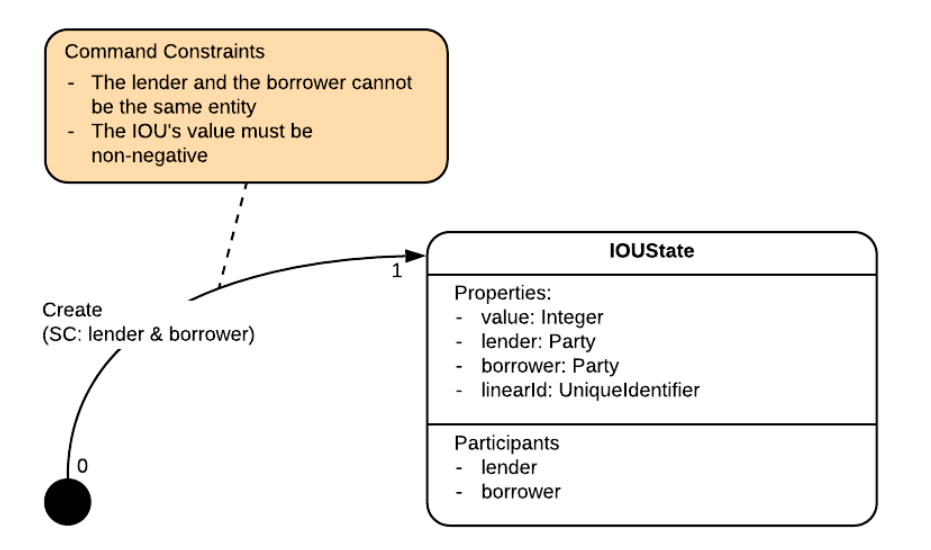 Command Constraints
- The lender and the borrower cannot
be the same entity
- The IOU's value must be
non-negative
IOUState
1
Properties:
- value: Integer
- lender: Party
- borrower: Party
- linearId: UniqueIdentifier
Create
(SC: lender & borrower)
Participants
- lender
- borrower
0